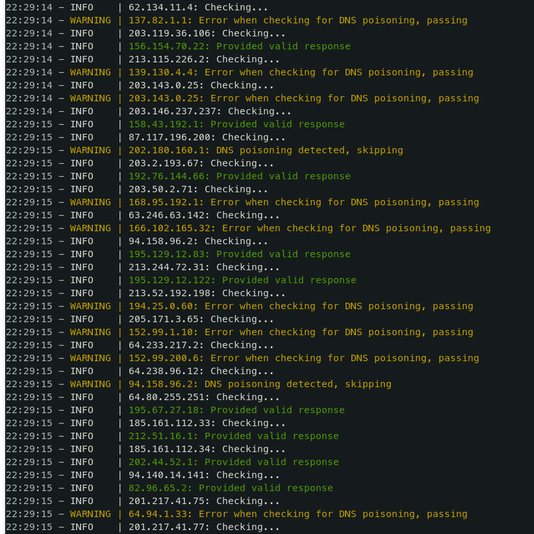 22:29:14 – INFO | 62.134.11.4: Checking...
22:29:14 – WARNING | 137.82.1.1: Error when checking for DNS poisoning, passing
22:29:14 – INFO | 203.119.36.106: Checking...
22:29:14 – INFO | 156.154.70.22: Provided valid response
22:29:14 – INFO | 213.115.226.2: Checking...
22:29:14 – WARNING | 139.130.4.4: Error when checking for DNS poisoning, passing
22:29:14 – INFO | 203.143.0.25: Checking...
22:29:14 – WARNING | 203.143.0.25: Error when checking for DNS poisoning, passing
22:29:14 – INFO | 203.146.237.237: Checking...
22:29:15 – INFO | 158.43.192.1: Provided valid response
22:29:15 – INFO | 87.117.196.200: Checking...
22:29:15 – WARNING | 202.180.160.1: DNS poisoning detected, skipping
22:29:15 – INFO | 203.2.193.67: Checking...
22:29:15 – INFO | 192.76.144.66: Provided valid response
22:29:15 – INFO | 203.50.2.71: Checking...
22:29:15 – WARNING | 168.95.192.1: Error when checking for DNS poisoning, passing
22:29:15 – INFO | 63.246.63.142: Checking...
22:29:15 – WARNING | 166.102.165.32: Error when checking for DNS poisoning, passing
22:29:15 – INFO | 94.158.96.2: Checking...
22:29:15 – INFO | 195.129.12.83: Provided valid response
22:29:15 – INFO | 213.244.72.31: Checking...
22:29:15 – INFO | 195.129.12.122: Provided valid response
22:29:15 – INFO | 213.52.192.198: Checking...
22:29:15 – WARNING | 194.25.0.60: Error when checking for DNS poisoning, passing
22:29:15 – INFO | 205.171.3.65: Checking...
22:29:15 – WARNING | 152.99.1.10: Error when checking for DNS poisoning, passing
22:29:15 – INFO | 64.233.217.2: Checking...
22:29:15 – WARNING | 152.99.200.6: Error when checking for DNS poisoning, passing
22:29:15 – INFO | 64.238.96.12: Checking...
22:29:15 – WARNING | 94.158.96.2: DNS poisoning detected, skipping
22:29:15 – INFO | 64.80.255.251: Checking...
22:29:15 – INFO | 195.67.27.18: Provided valid response
22:29:15 – INFO | 185.161.112.33: Checking...
22:29:15 – INFO | 212.51.16.1: Provided valid response
22:29:15 – INFO | 185.161.112.34: Checking...
22:29:15 – INFO | 202.44.52.1: Provided valid response
22:29:15 – INFO | 94.140.14.141: Checking...
22:29:15 – INFO | 82.96.65.2: Provided valid response
22:29:15 – INFO | 201.217.41.75: Checking...
22:29:15 – WARNING | 64.94.1.33: Error when checking for DNS poisoning, passing
22:29:15 – INFO | 201.217.41.77: Checking...